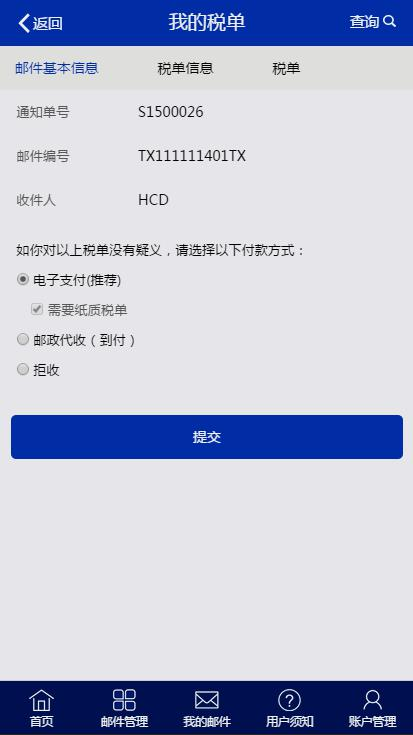 返回 我的税单 查询
邮件基本信息 税单信息 税单
通知单号 S1500026
邮件编号 TX111111401TX
收件人 HCD
如你对以上税单没有疑义，请选择以下付款方式：
电子支付(推荐)
需要纸质税单
邮政代收（到付）
拒收
提交
首页 邮件管理 我的邮件 用户须知 账户管理